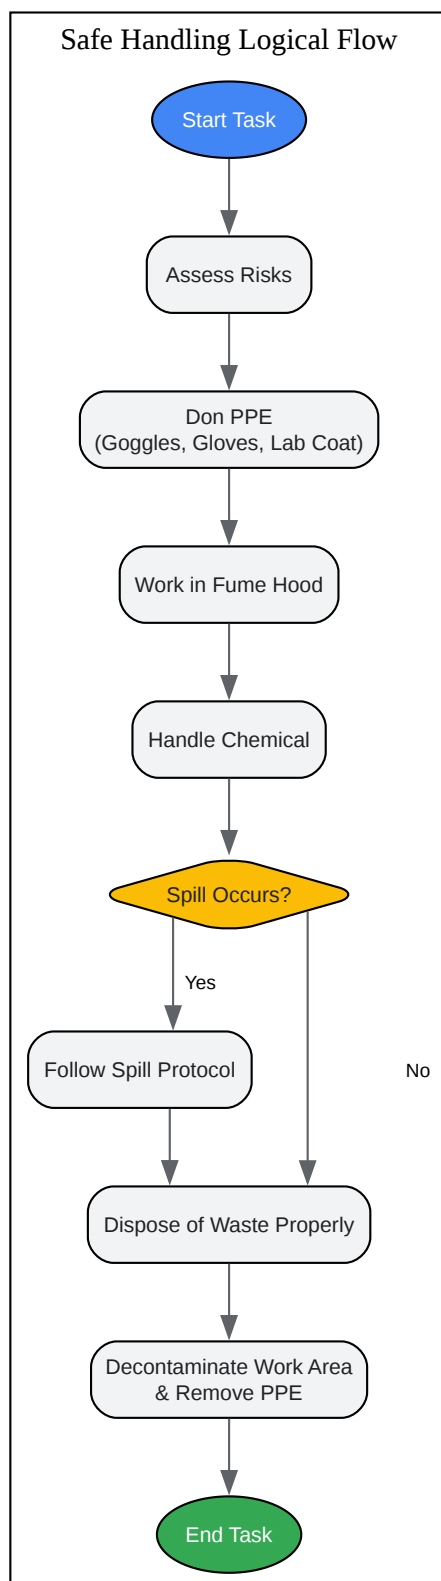 Safe Handling Logical Flow
Start Task
Assess Risks
Don PPE
(Goggles, Gloves, Lab Coat)
Work in Fume Hood
Handle Chemical
Spill Occurs?
Yes
Follow Spill Protocol
No
Dispose of Waste Properly
Decontaminate Work Area
& Remove PPE
End Task